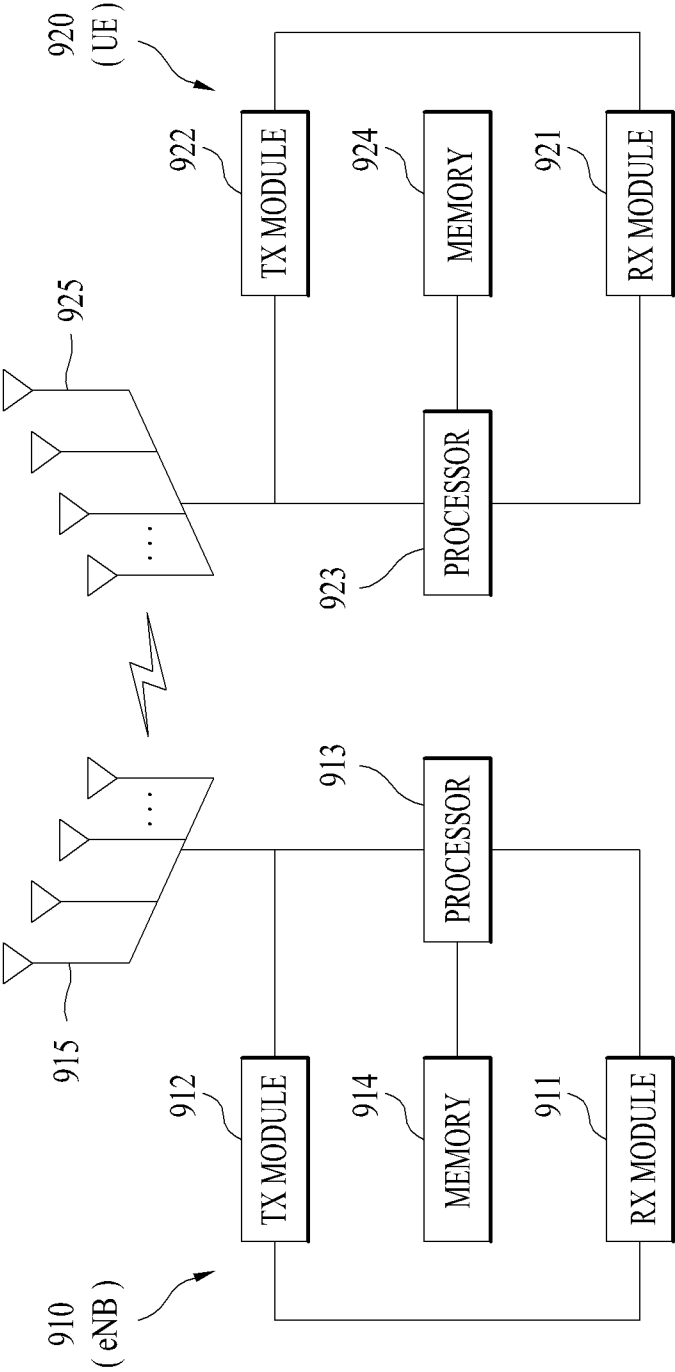 910
( eNB )
915
912
TX MODULE
914
MEMORY
911
RX MODULE
913
PROCESSOR
. . . .
920
( UE )
925
922
TX MODULE
924
MEMORY
921
RX MODULE
923
PROCESSOR
. . . .